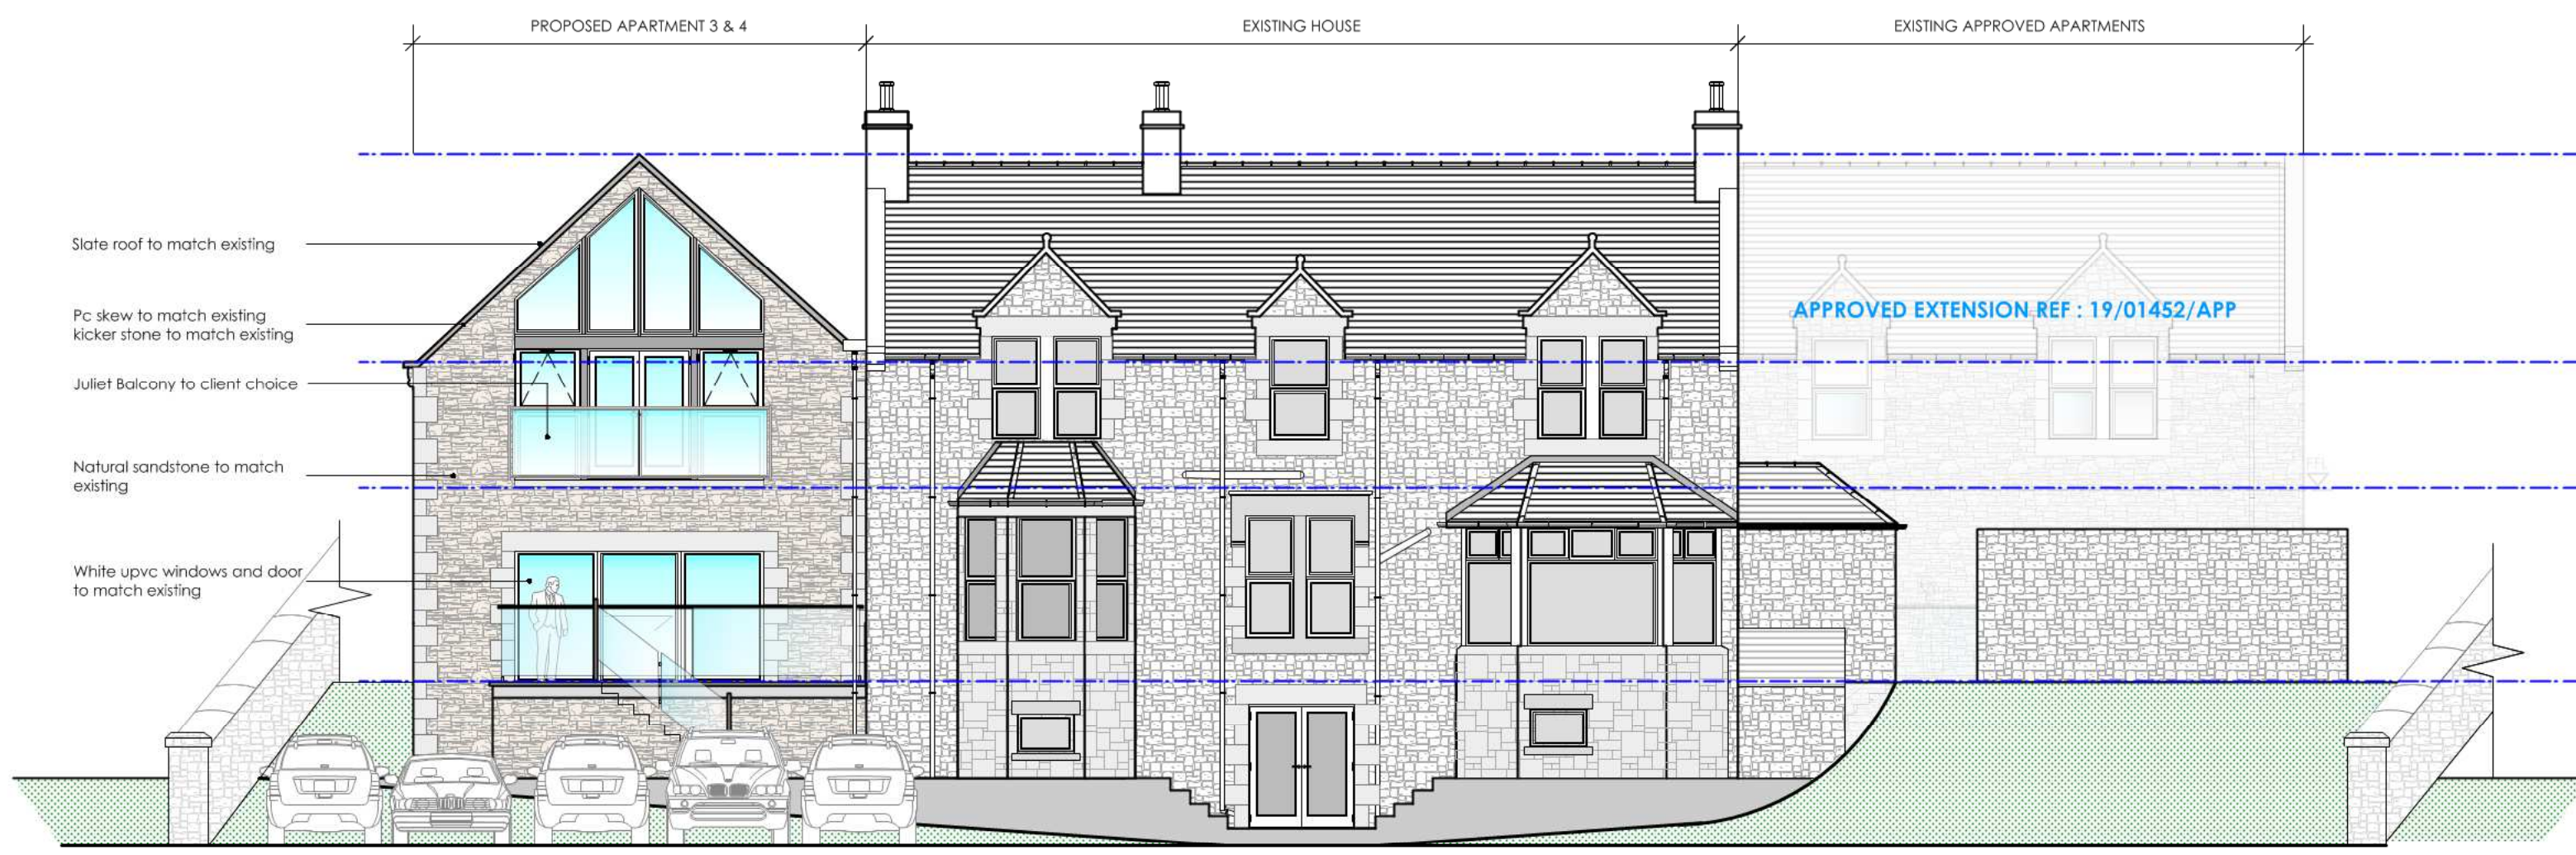 PROPOSED APARTMENT 3 & 4
EXISTING HOUSE
EXISTING APPROVED APARTMENTS
Slate roof to match existing
Pc skew to match existing
kicker stone to match existing
Juliet Balcony to client choice
Natural sandstone to match
existing
White upvc windows and door
to match existing
APPROVED EXTENSION REF : 19/01452/APP